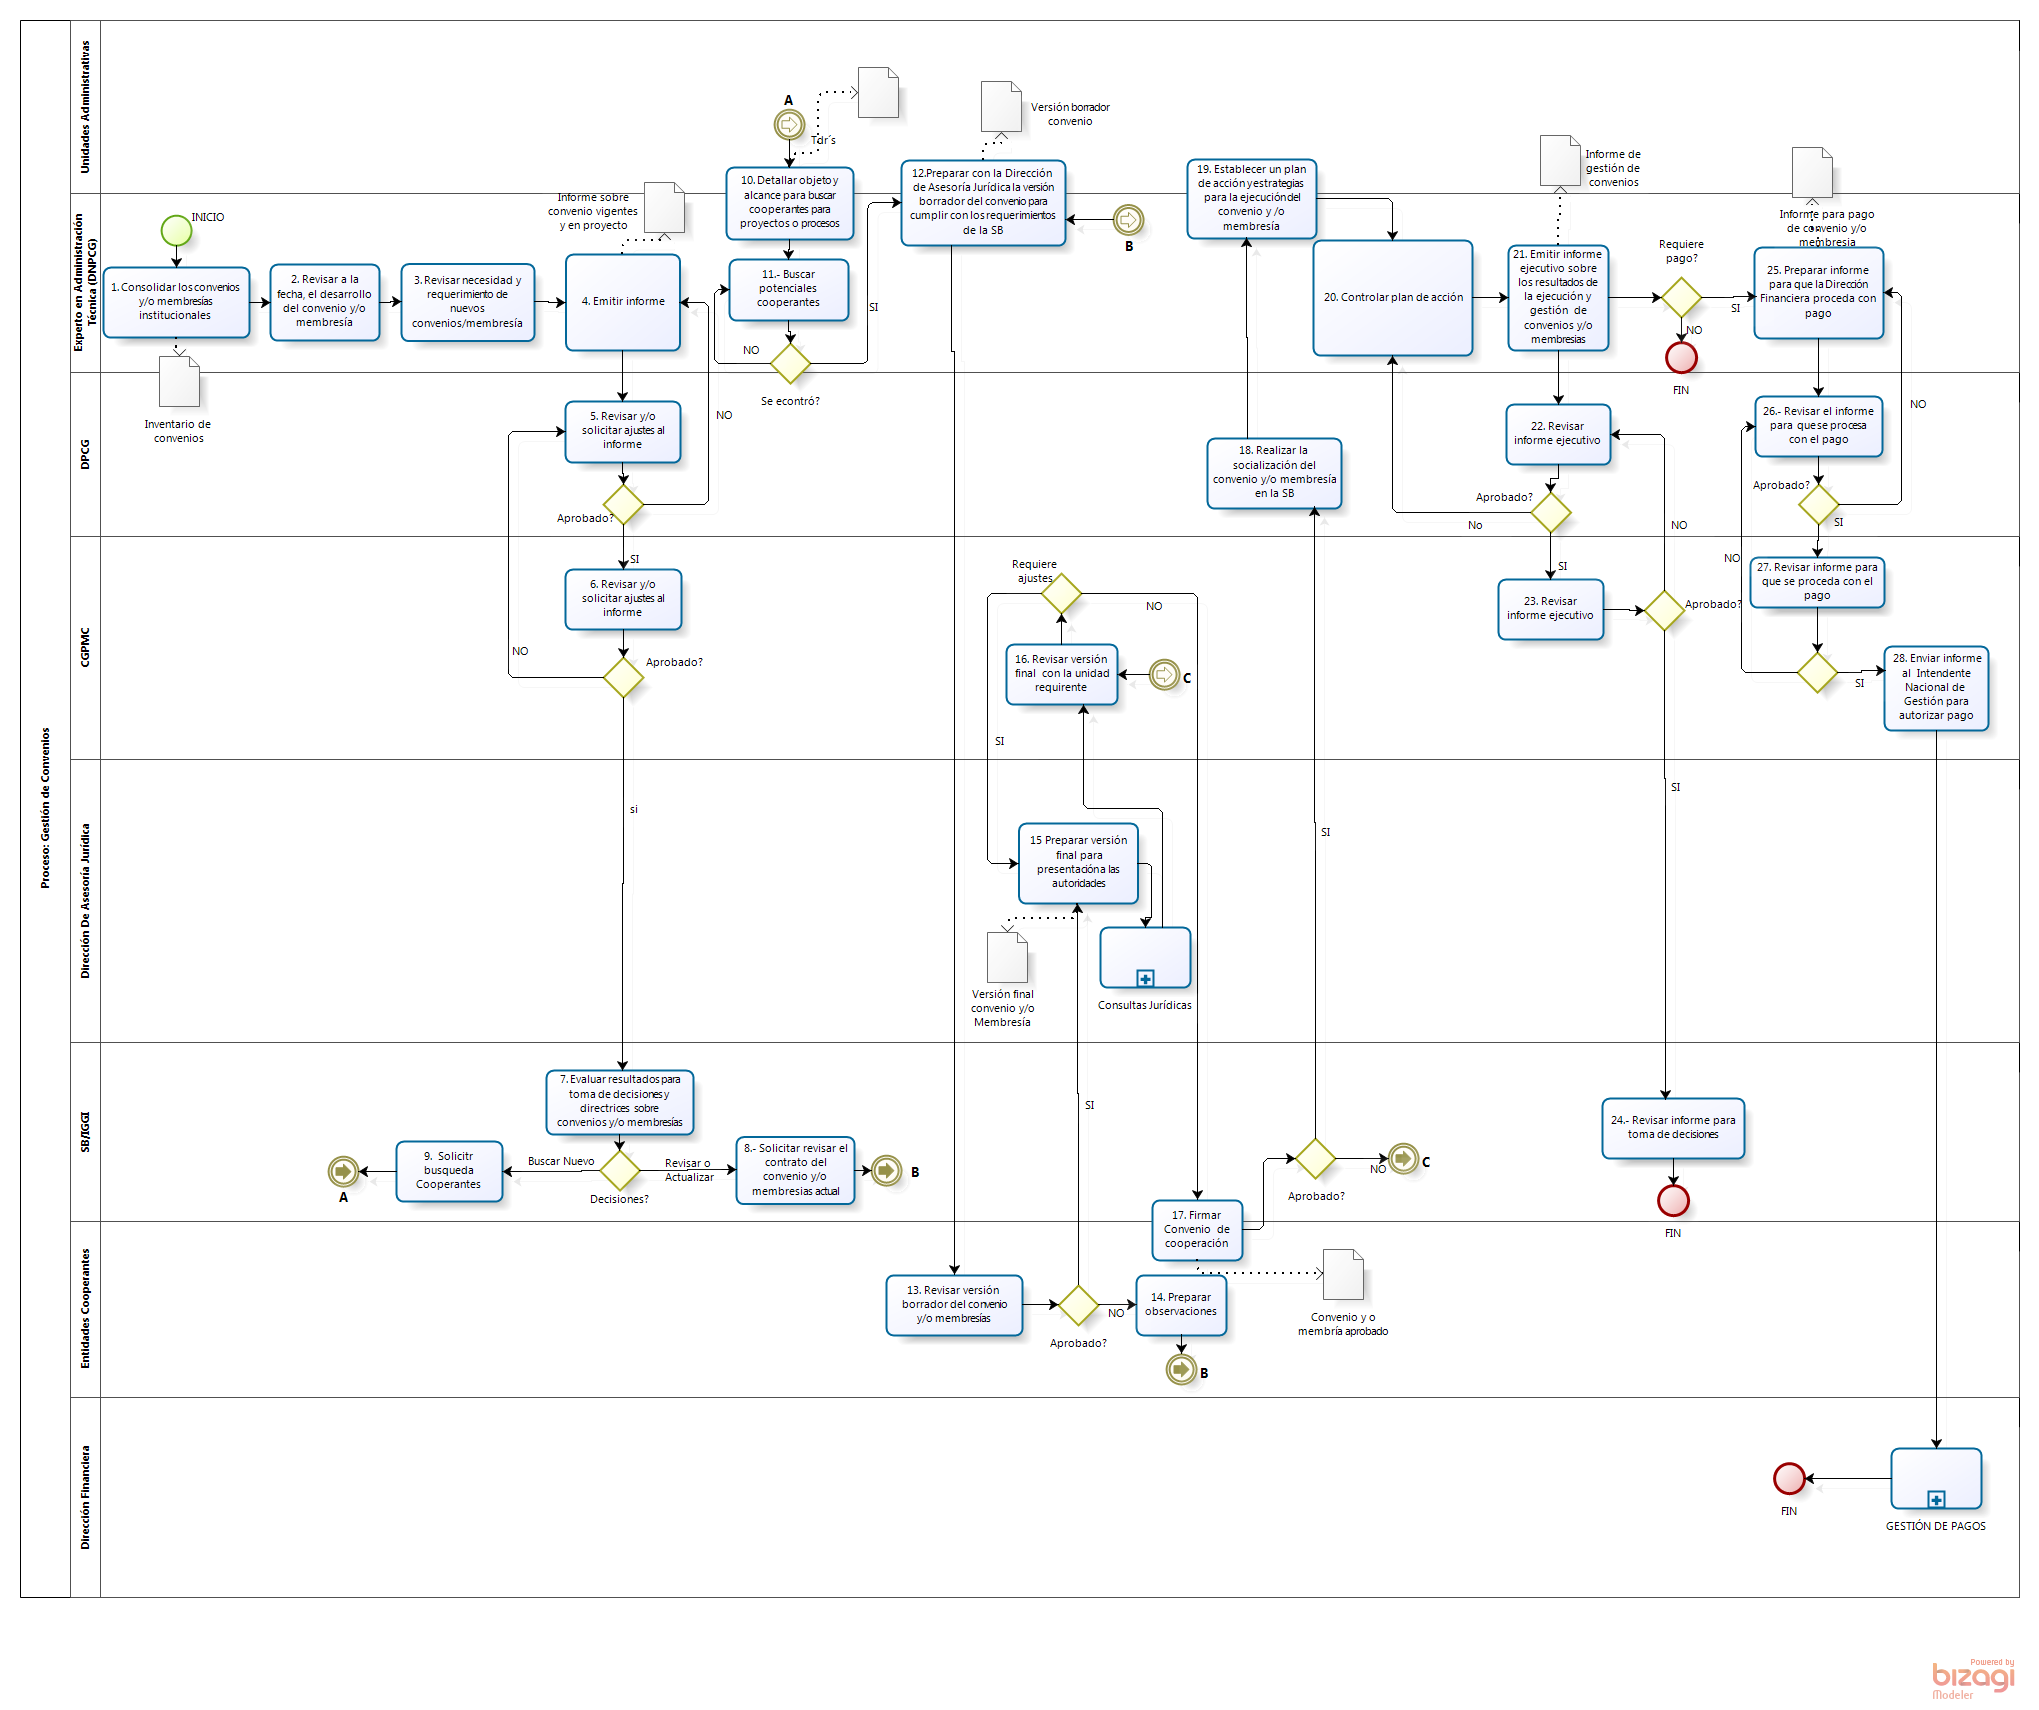 Proceso: Gestión de Convenios
Unidades Administrativas
A
Tdr´s
Versión borrador
convenio
10. Detallar objeto y
alcance para buscar
cooperantes para
proyectos o procesos
12.Preparar con la Dirección
de Asesoría Jurídica la versión
borrador del convenio para
cumplir con los requerimientos
de la SB
19. Establecer un plan
de acción y estrategias
para la ejecución del
convenio y /o
membresía
Informe de
gestión de
convenios
Informe para pago
de convenio y/o
membresia
Experto en Administración
Técnica (DNPCG)
INICIO
1. Consolidar los convenios
y/o membresías
institucionales
Inventario de
convenios
2. Revisar a la
fecha, el desarrollo
del convenio y/o
membresía
3. Revisar necesidad y
requerimiento de
nuevos
convenios/membresía
Informe sobre
convenio vigentes
y en proyecto
4. Emitir informe
11.- Buscar
potenciales
cooperantes
NO
SI
Se econtró?
B
20. Controlar plan de acción
21. Emitir informe
ejecutivo sobre
los resultados de
la ejecución y
gestión de
convenios y/o
membresias
Requiere
pago?
SI
NO
FIN
25. Preparar informe
para que la Dirección
Financiera proceda con
pago
DPCG
5. Revisar y/o
solicitar ajustes al
informe
NO
Aprobado?
SI
18. Realizar la
socialización del
convenio y/o membresía
en la SB
22. Revisar
informe ejecutivo
Aprobado?
No
SI
NO
26.- Revisar el informe
para que se procesa
con el pago
NO
Aprobado?
SI
CGPMC
6. Revisar y/o
solicitar ajustes al
informe
NO
Aprobado?
Requiere
ajustes
NO
16. Revisar versión
final con la unidad
requirente
C
SI
23. Revisar
informe ejecutivo
Aprobado?
NO
27. Revisar informe para
que se proceda con el
pago
SI
28. Enviar informe
al Intendente
Nacional de
Gestión para
autorizar pago
Dirección De Asesoría Jurídica
si
15 Preparar versión
final para
presentacióna las
autoridades
Versión final
convenio y/o
Membresía
Consultas Jurídicas
SI
SI
SB/IGGI
7. Evaluar resultados para
toma de decisiones y
directrices sobre
convenios y/o membresías
A
9. Solicitr
busqueda
Cooperantes
Buscar Nuevo
Decisiones?
Revisar o
Actualizar
8.- Solicitar revisar el
contrato del
convenio y/o
membresias actual
B
SI
Aprobado?
NO
C
24.- Revisar informe para
toma de decisiones
FIN
Entidades Cooperantes
17. Firmar
Convenio de
cooperación
Convenio y o
membría aprobado
13. Revisar versión
borrador del convenio
y/o membresías
Aprobado?
NO
14. Preparar
observaciones
B
Dirección Financiera
FIN
GESTIÓN DE PAGOS
Powered by
bizagi
Modeler